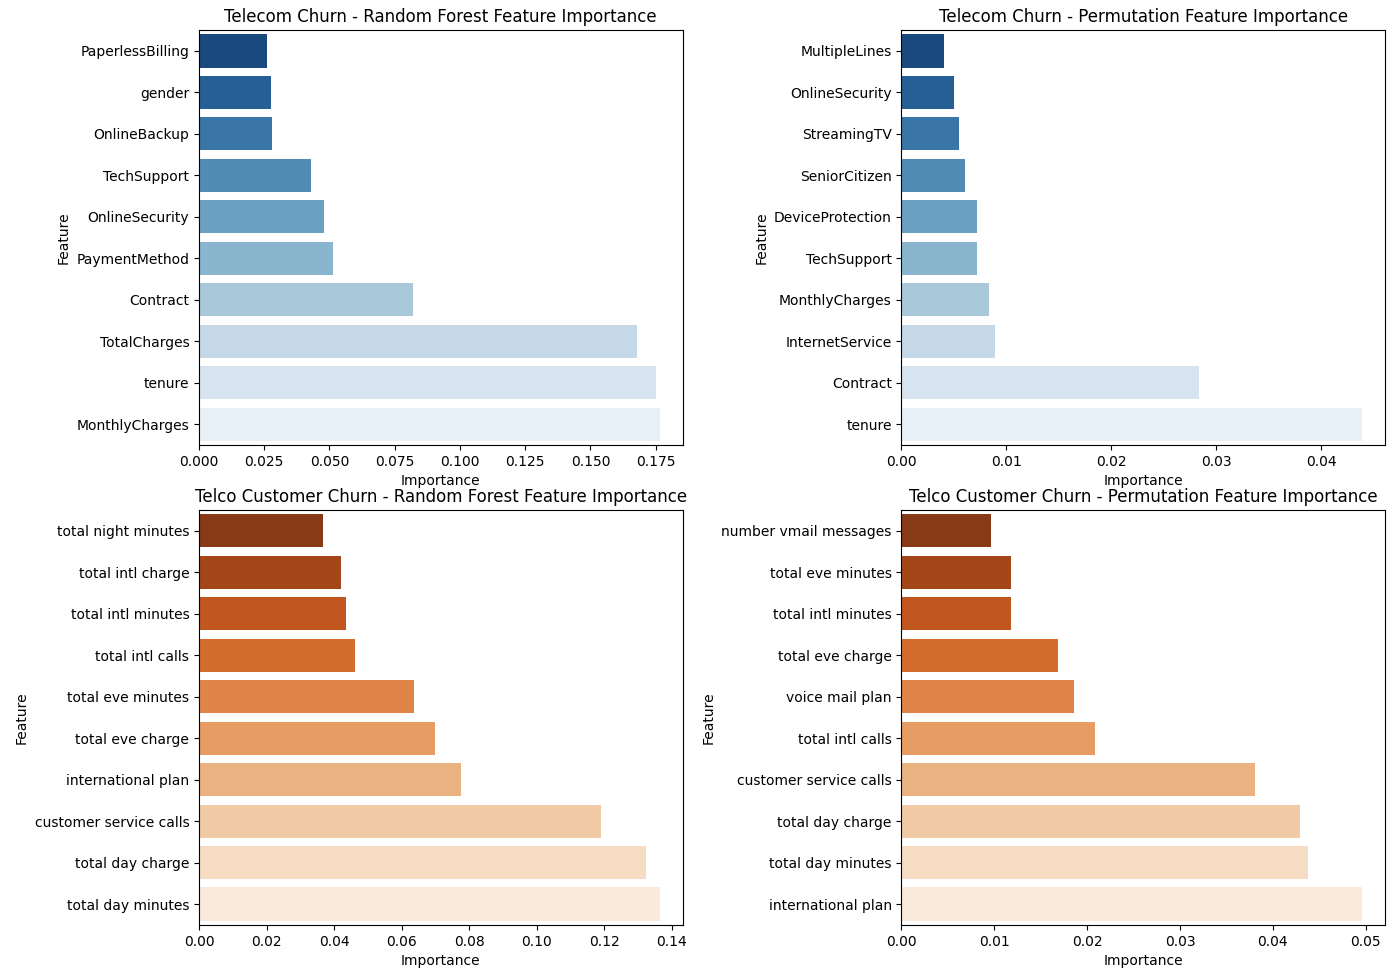 Telecom Churn - Random Forest Feature Importance
Feature
PaperlessBilling
gender
OnlineBackup
TechSupport
OnlineSecurity
PaymentMethod
Contract
TotalCharges
tenure
MonthlyCharges
0.000 0.025 0.050 0.075 0.100 0.125 0.150 0.175
Importance
Telecom Churn - Permutation Feature Importance
Feature
MultipleLines
OnlineSecurity
StreamingTV
SeniorCitizen
DeviceProtection
TechSupport
MonthlyCharges
InternetService
Contract
tenure
0.00 0.01 0.02 0.03 0.04
Importance
Telco Customer Churn - Random Forest Feature Importance
Feature
total night minutes
total intl charge
total intl minutes
total intl calls
total eve minutes
total eve charge
international plan
customer service calls
total day charge
total day minutes
0.00 0.02 0.04 0.06 0.08 0.10 0.12 0.14
Importance
Telco Customer Churn - Permutation Feature Importance
Feature
number vmail messages
total eve minutes
total intl minutes
total eve charge
voice mail plan
total intl calls
customer service calls
total day charge
total day minutes
international plan
0.00 0.01 0.02 0.03 0.04 0.05
Importance